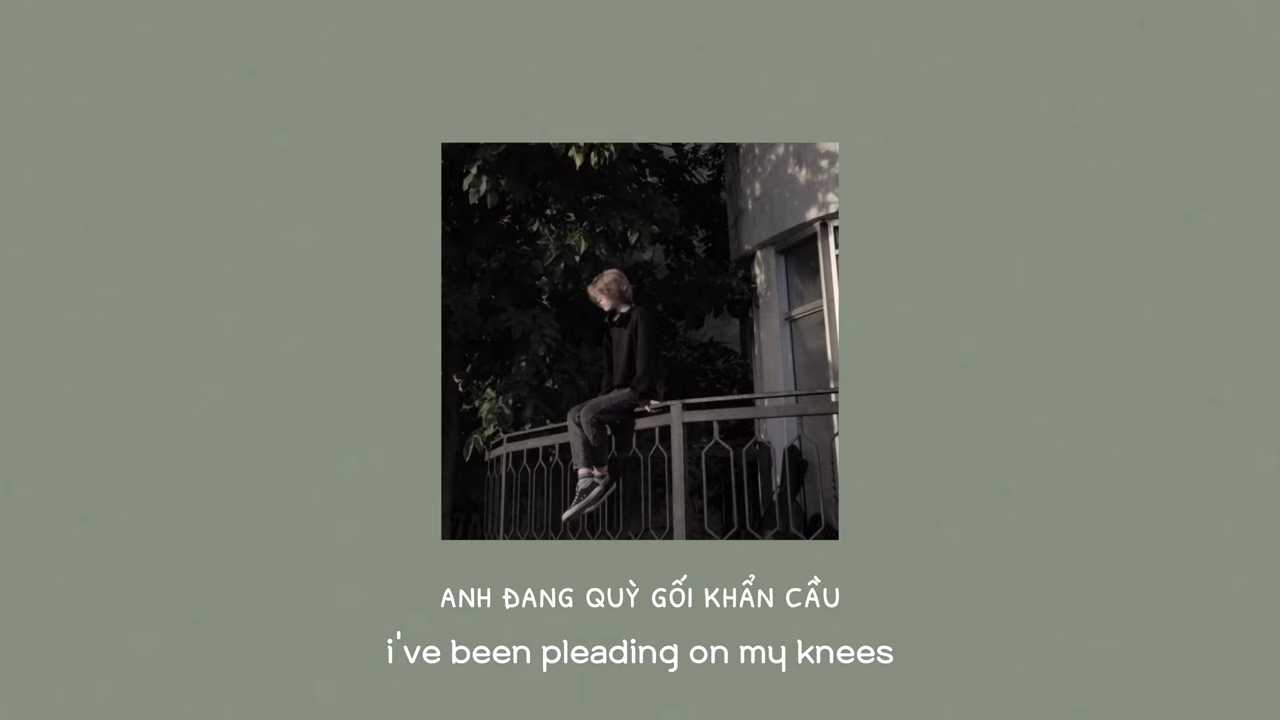 ANH ĐANG QUỲ GỐI KHẨN CẦU
i've been pleading on my knees